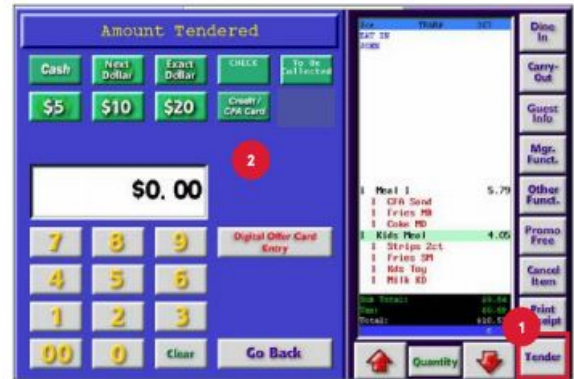 Amount Tendered
Cash
Next Dollar
Exact Dollar
CHECK
To Be Collected
$5
$10
$20
Credit/ CFA Card
2
$0.00
7
8
9
Digital Offer Card Entry
4
5
6
1
2
3
00
0
Clear
Go Back
EAT IN
JOHN
1 Meal 1 5.79
1 CFA Sand
1 Fries MD
1 Coke MD
1 Kids Meal 4.05
1 Strips 2ct
1 Fries SM
1 Kds Toy
1 Milk KD
Sub Total:
Tax:
Total:
Quantity
Dine In
Carry-Out
Guest Info
Mgr. Funct.
Other Funct.
Promo Free
Cancel Item
Print
1
Tender